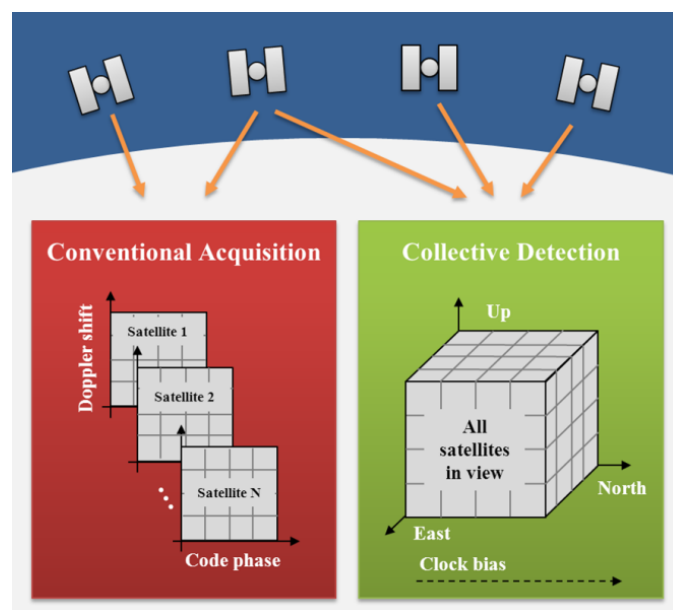 Conventional Acquisition
Doppler shift
Satellite 1
Satellite 2
Satellite N
Code phase
Collective Detection
Up
All
satellites
in view
North
East
Clock bias